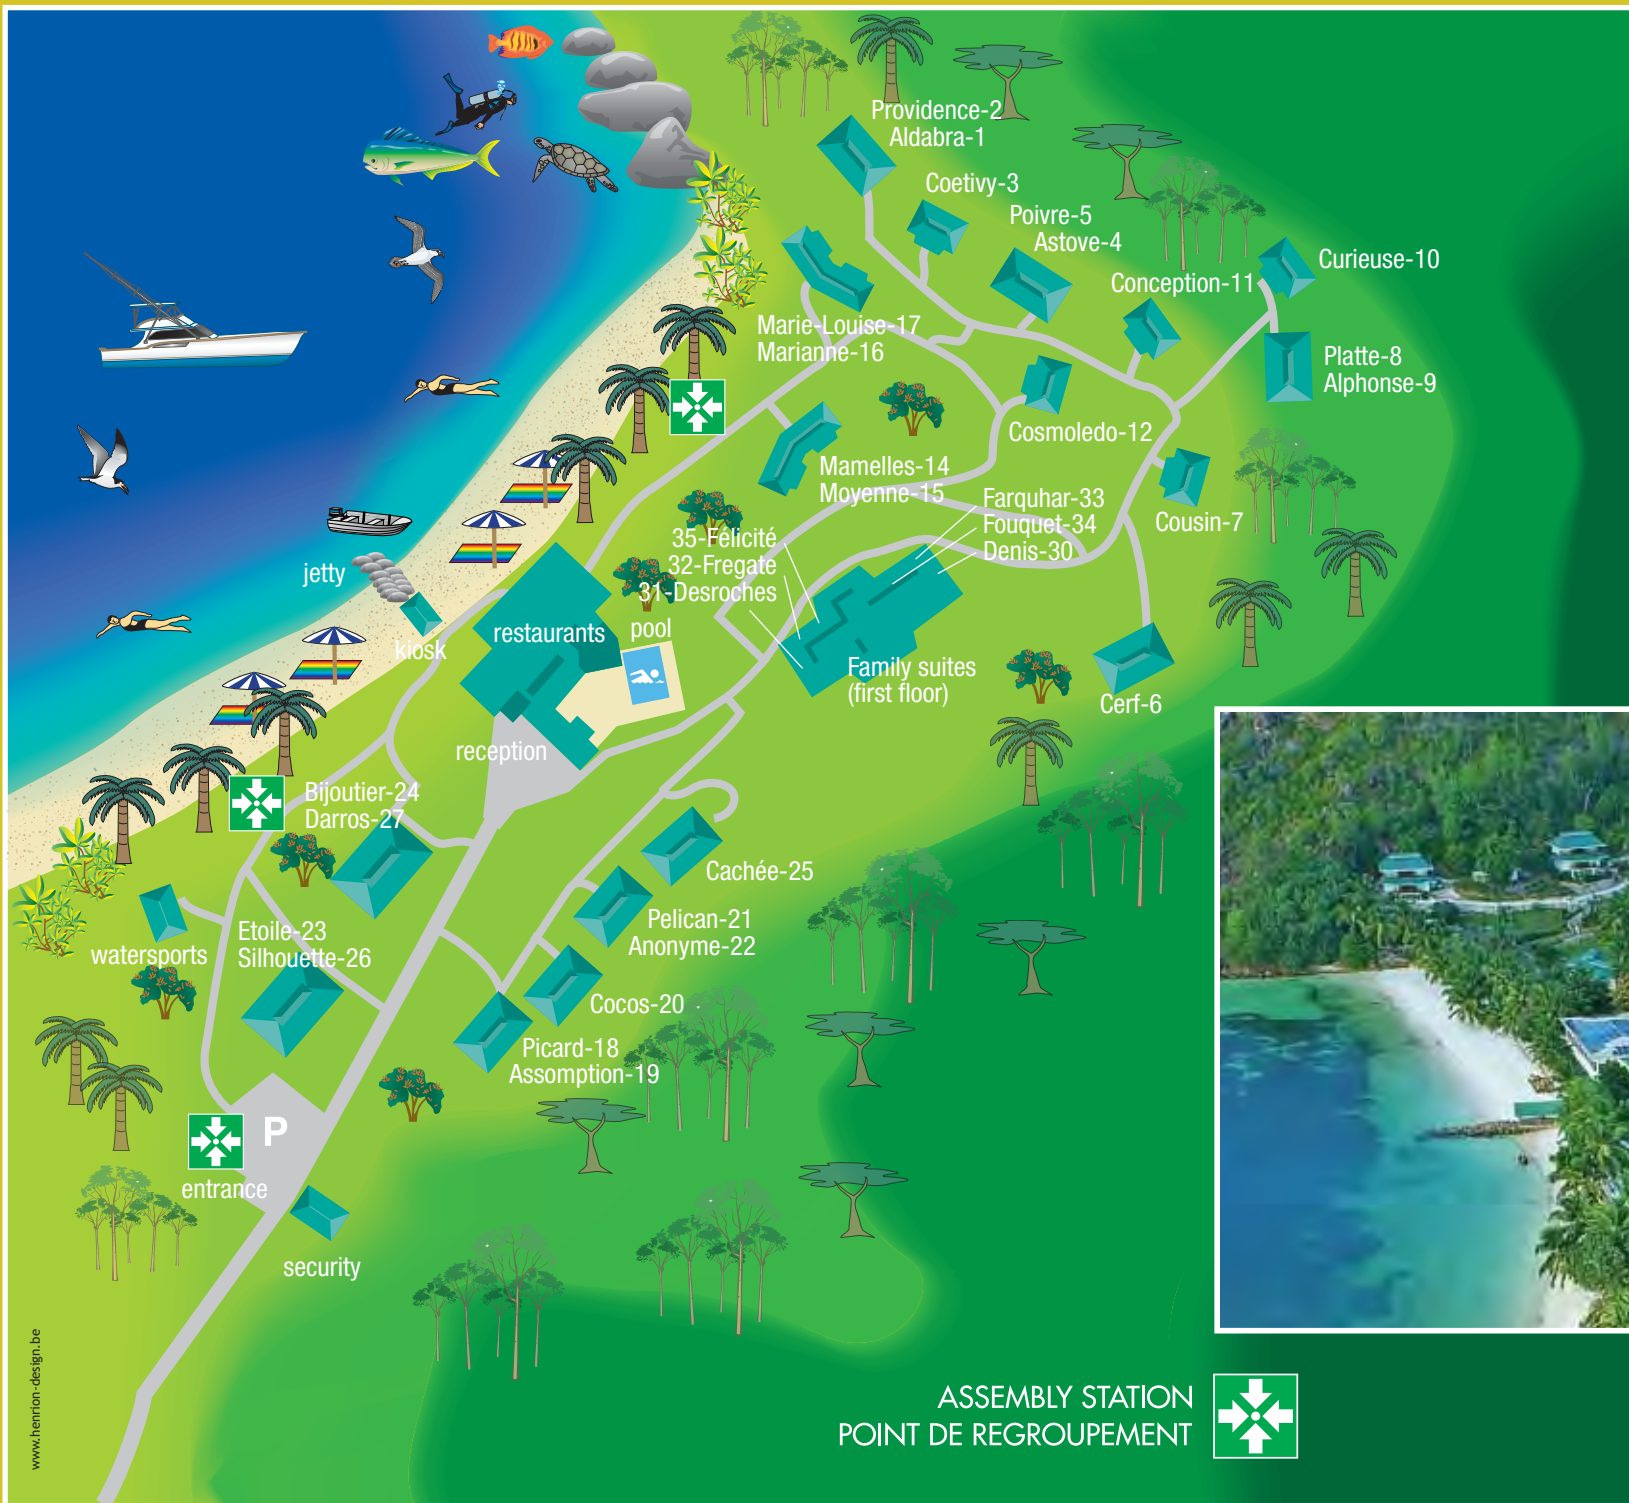 Providence-2
Aldabra-1
Coetivy-3
Poivre-5
Astove-4
Curieuse-10
Conception-11
Marie-Louise-17
Marianne-16
Platte-8
Alphonse-9
Cosmoledo-12
Mamelles-14
Moyenne-15
Farquhar-33
Fouquet-34
Denis-30
Cousin-7
35-Félicité
32-Fregate
31-Desroches
jetty
kiosk
restaurants
pool
Family suites
(first floor)
Cerf-6
reception
Bijoutier-24
Darros-27
Cachée-25
Pelican-21
Anonyme-22
Etoile-23
Silhouette-26
watersports
Cocos-20
Picard-18
Assomption-19
P
entrance
security
www.henrion-design.be
ASSEMBLY STATION
POINT DE REGROUPEMENT